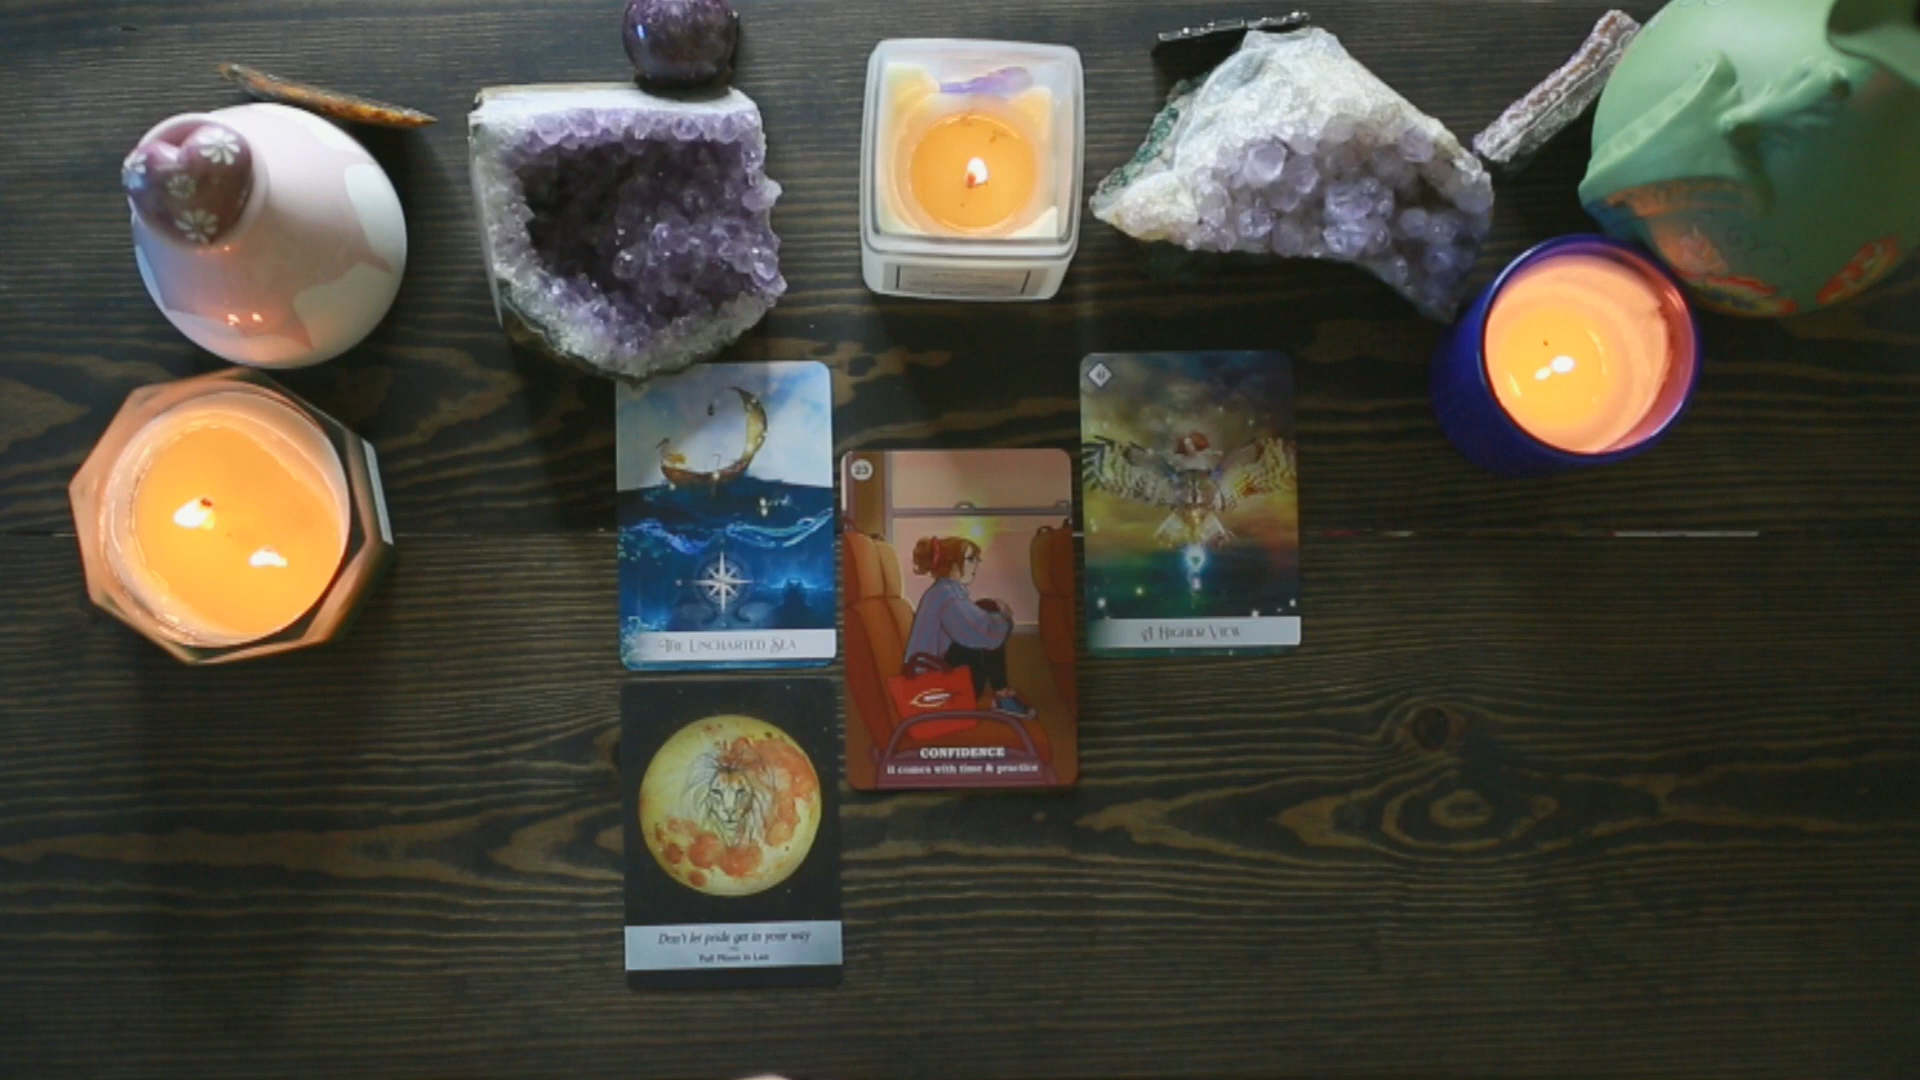 The Uncharted Sea
23
CONFIDENCE
It comes with time & practice
A Higher View
Don't let pride get in your way
Full Moon in Leo